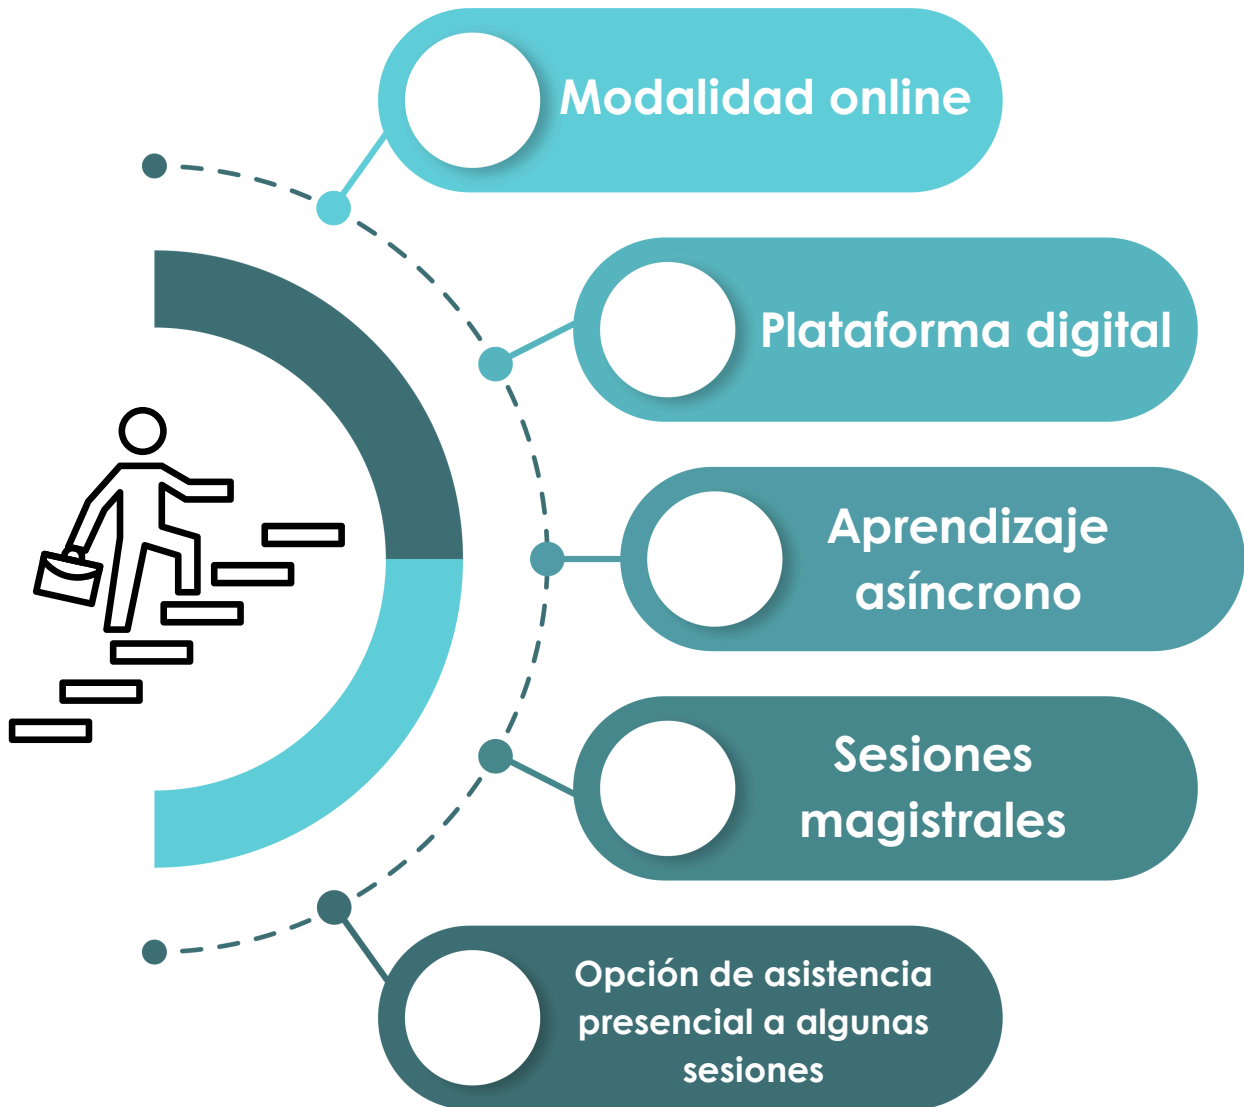 Modalidad online
Plataforma digital
Aprendizaje
asíncrono
Sesiones
magistrales
Opción de asistencia
presencial a algunas
sesiones